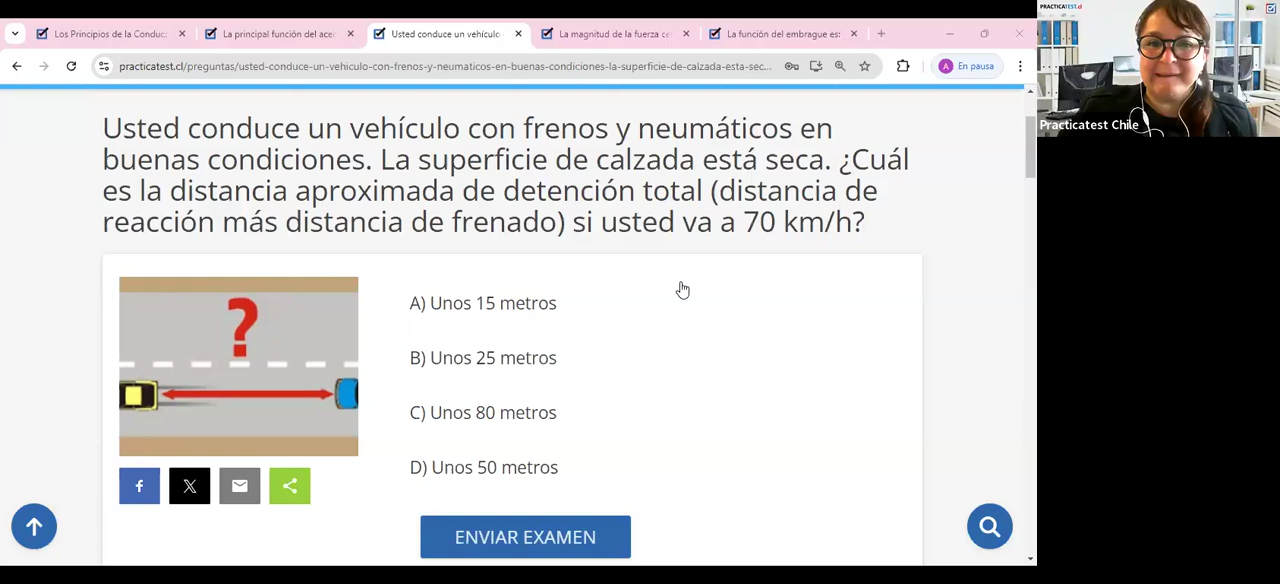 Los Principios de la Conduc
La principal función del ace
Usted conduce un vehículo
La magnitud de la fuerza ce
La función del embrague es:
practicatest.cl/preguntas/usted-conduce-un-vehiculo-con-frenos-y-neumaticos-en-buenas-condiciones-la-superficie-de-calzada-esta-sec...
A
En pausa
PRACTICATEST.cl
Practicatest Chile
Usted conduce un vehículo con frenos y neumáticos en
buenas condiciones. La superficie de calzada está seca. ¿Cuál
es la distancia aproximada de detención total (distancia de
reacción más distancia de frenado) si usted va a 70 km/h?
?
A) Unos 15 metros
B) Unos 25 metros
C) Unos 80 metros
D) Unos 50 metros
ENVIAR EXAMEN